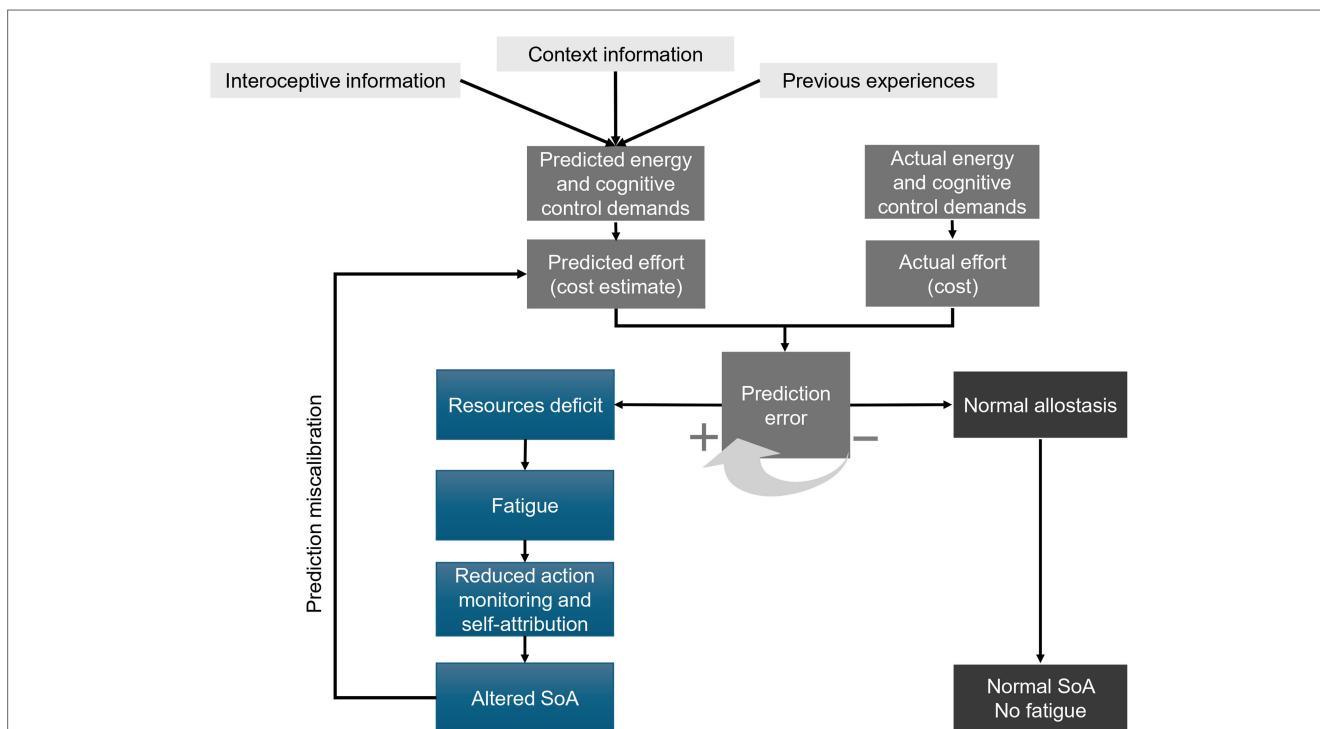 Context information
Interoceptive information
Previous experiences
Predicted energy
and cognitive
control demands
Actual energy
and cognitive
control demands
Predicted effort
(cost estimate)
Actual effort
(cost)
Prediction
error
+
−
Resources deficit
Normal allostasis
Fatigue
Reduced action
monitoring and
self-attribution
Altered SoA
Normal SoA
No fatigue
Prediction miscalibration